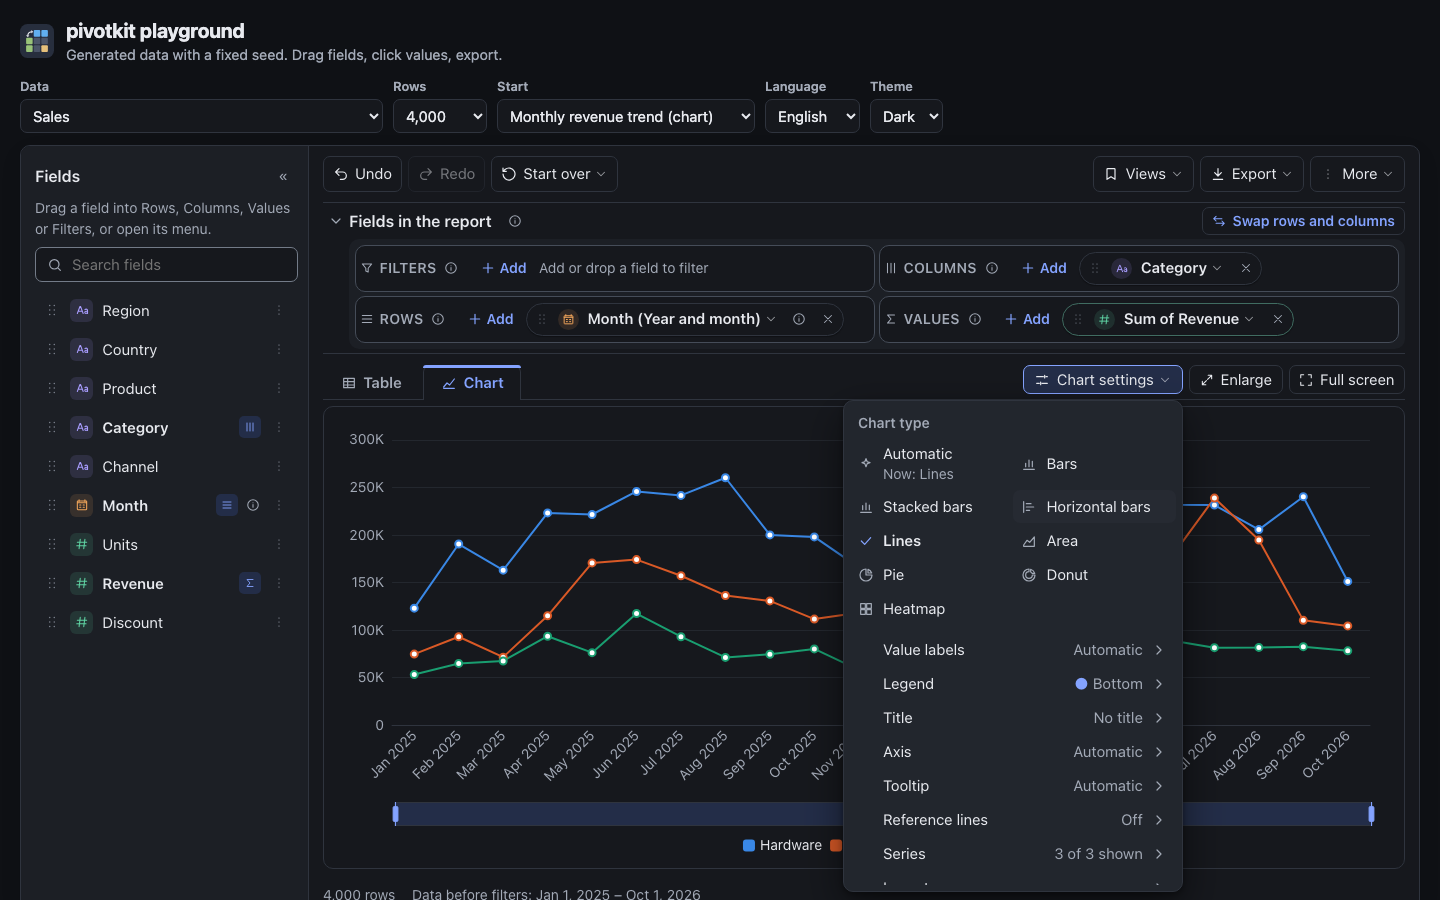 pivotkit playground
Generated data with a fixed seed. Drag fields, click values, export.
Data
Rows
Start
Language
Theme
Sales
4,000
Monthly revenue trend (chart)
English
Dark
Fields
«
Drag a field into Rows, Columns, Values
or Filters, or open its menu.
Search fields
Aa Region
Aa Country
Aa Product
Aa Category
Aa Channel
Month
# Units
# Revenue Σ
# Discount
Undo
Redo
Start over
Views
Export
More
Fields in the report
Swap rows and columns
FILTERS
+ Add
Add or drop a field to filter
COLUMNS
+ Add
Aa Category
ROWS
+ Add
Month (Year and month)
Σ VALUES
+ Add
# Sum of Revenue
Table
Chart
Chart settings
Enlarge
Full screen
300K
250K
200K
150K
100K
50K
0
Jan 2025
Feb 2025
Mar 2025
Apr 2025
May 2025
Jun 2025
Jul 2025
Aug 2025
Sep 2025
Oct 2025
Nov
2026
Aug 2026
Sep 2026
Oct 2026
Hardware
Chart type
Automatic
Now: Lines
Bars
Stacked bars
Horizontal bars
Lines
Area
Pie
Donut
Heatmap
Value labels Automatic
Legend Bottom
Title No title
Axis Automatic
Tooltip Automatic
Reference lines Off
Series 3 of 3 shown
4,000 rows
Data before filters: Jan 1, 2025 – Oct 1, 2026